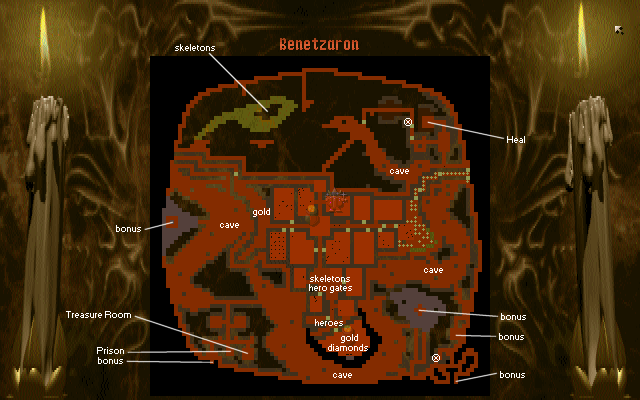 Benetzaron
skeletons
Heal
cave
gold
bonus
cave
cave
skeletons
hero gates
Treasure Room
bonus
heroes
bonus
gold
diamonds
Prison
bonus
cave
bonus